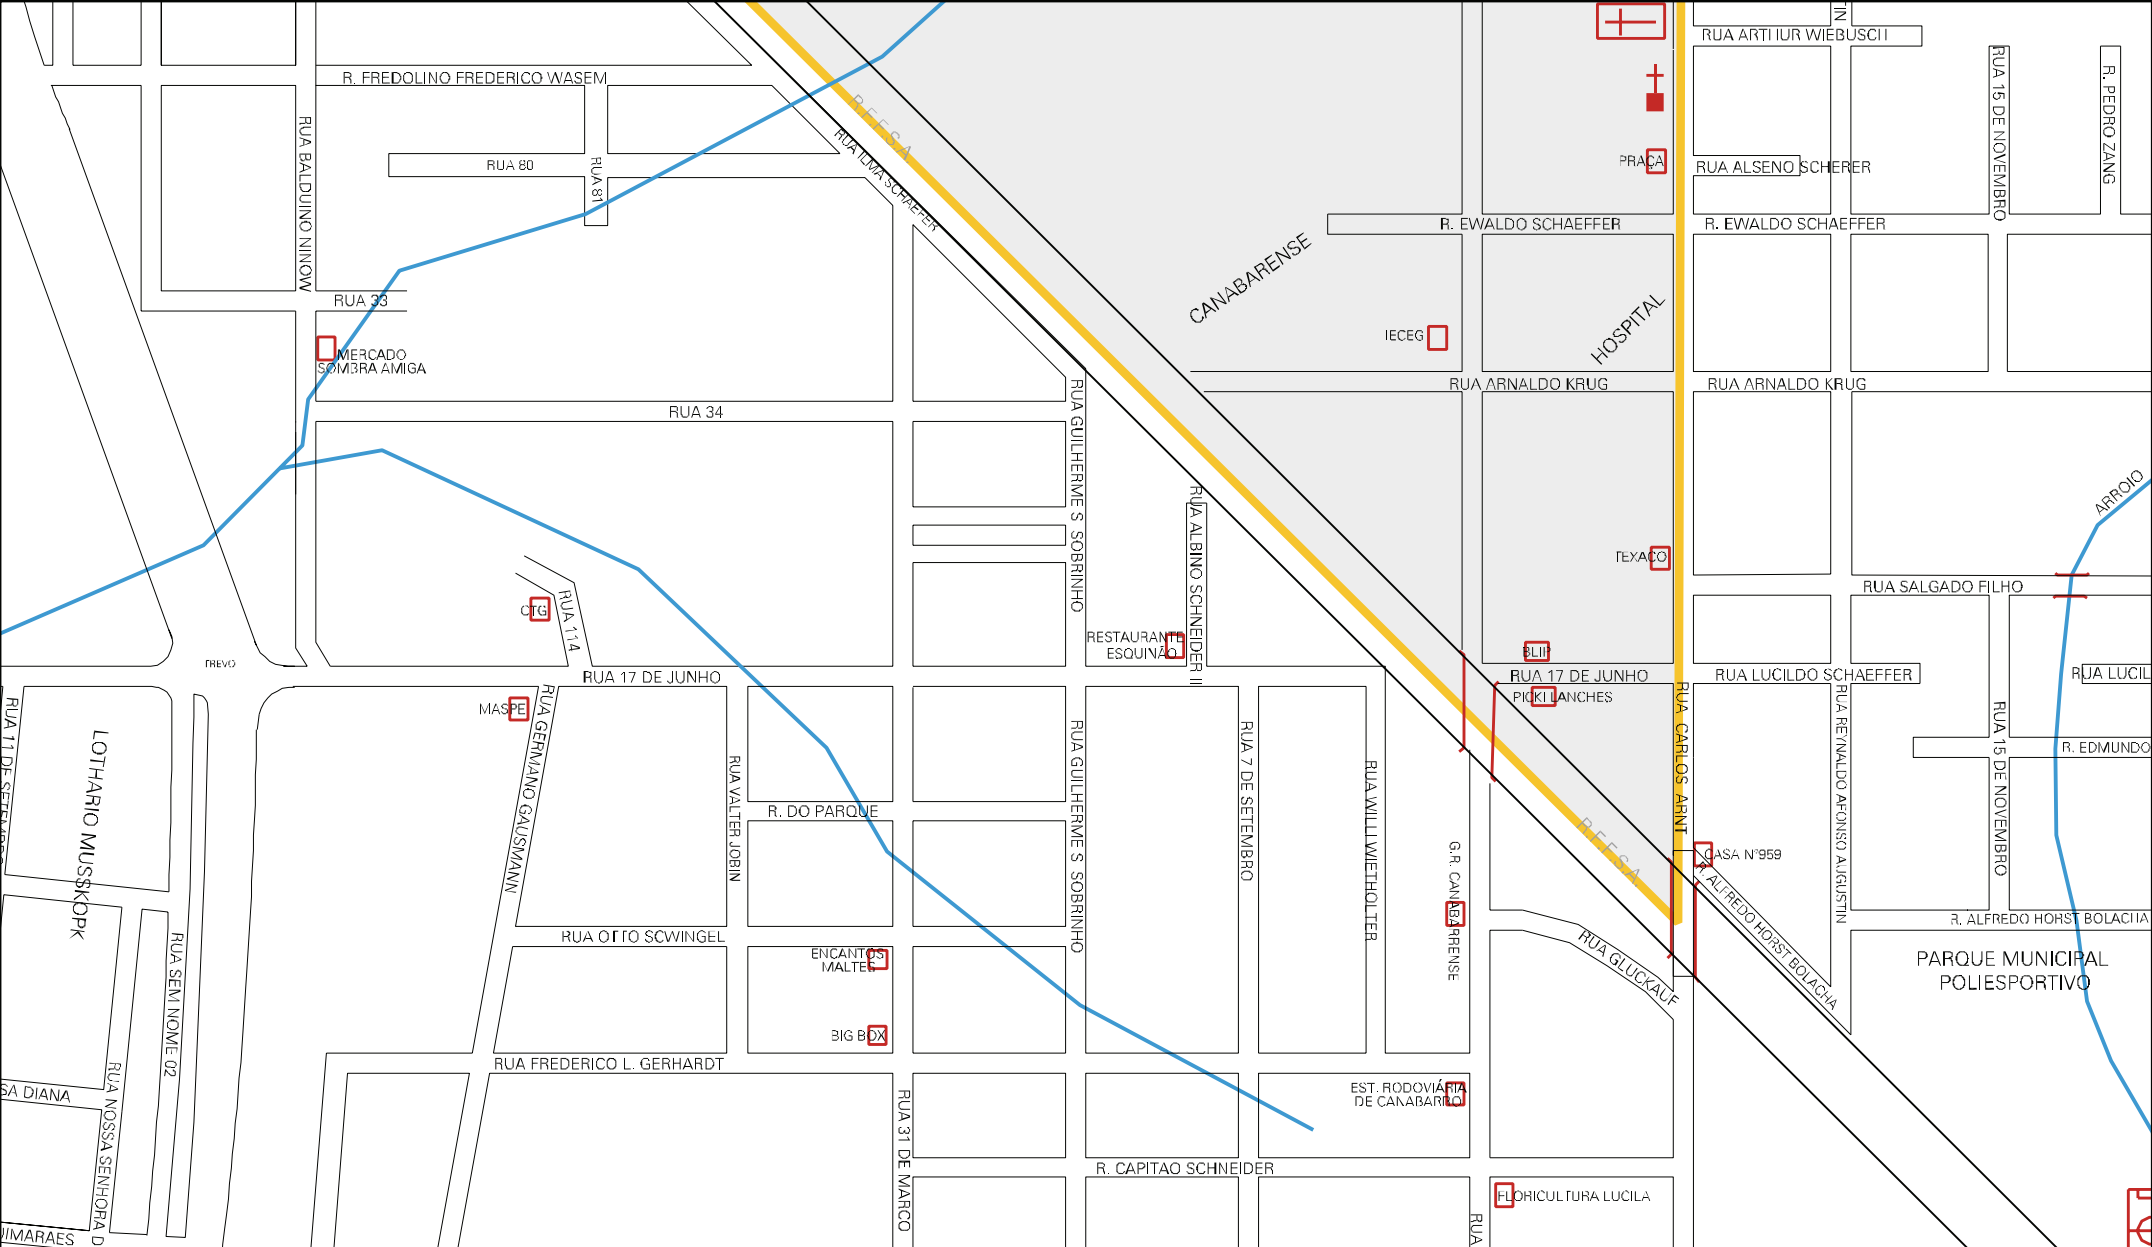 RUA ARTHUR WIEBUSCH
R. FREDOLINO FREDERICO WASEM
RUA BALDUINO NINOW
RUA 80
RUA 81
R.F.F.S.A.
RUA ILMA SCHAEFER
PRAÇA
RUA ALSENO SCHERER
RUA 15 DE NOVEMBRO
R. PEDRO ZANG
R. EWALDO SCHAEFFER
R. EWALDO SCHAEFFER
CANABARENSE
HOSPITAL
RUA 33
IECEG
MERCADO
SOMBRA AMIGA
RUA ARNALDO KRUG
RUA ARNALDO KRUG
RUA 34
RUA GUILHERME S SOBRINHO
RUA ALBINO SCHNEIDER II
ARROIO
TEXACO
RUA SALGADO FILHO
CTG
RUA 114
RESTAURANTE
ESQUINÃO
BLIP
TREVO
RUA 17 DE JUNHO
RUA 17 DE JUNHO
RUA LUCILDO SCHAEFFER
RUA LUCIL
PICKI LANCHES
MASPE
RUA GERMANO GAUSMANN
RUA 11 DE SETEMBRO
LOTHARIO MUSSKOPK
RUA VALTER JOBIN
RUA GUILHERME S SOBRINHO
RUA 7 DE SETEMBRO
RUA WILLI WIETHOLTER
RUA CARLOS ARNT
RUA REYNALDO AFONSO AUGUSTIN
RUA 15 DE NOVEMBRO
R. EDMUNDO
R. DO PARQUE
R.F.F.S.A.
G.R. CANABARRENSE
CASA N°959
R. ALFREDO HORST BOLACHA
R. ALFREDO HORST BOLACHA
RUA OTTO SCWINGEL
ENCANTOS
MALTES
RUA GLUCKAUF
PARQUE MUNICIPAL
POLIESPORTIVO
RUA SEM NOME 02
BIG BOX
RUA FREDERICO L. GERHARDT
RUA NOSSA SENHORA D
SA DIANA
EST. RODOVIÁRIA
DE CANABARRO
RUA 31 DE MARCO
R. CAPITAO SCHNEIDER
FLORICULTURA LUCILA
RUA
UIMARAES